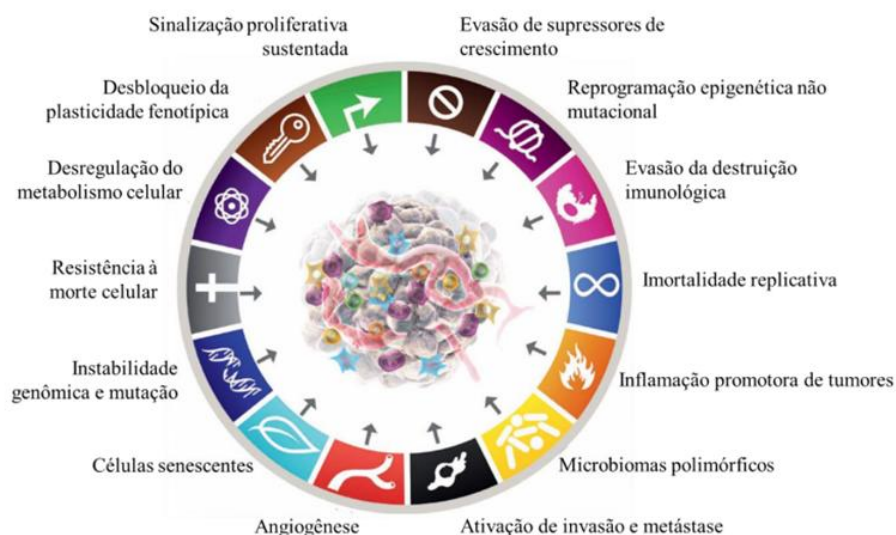 Sinalização proliferativa
sustentada
Evasão de supressores de
crescimento
Desbloqueio da
plasticidade fenotípica
Reprogramação epigenética não
mutacional
Desregulação do
metabolismo celular
Evasão da destruição
imunológica
Resistência à
morte celular
Imortalidade replicativa
Instabilidade
genômica e mutação
Inflamação promotora de tumores
Células senescentes
Microbiomas polimórficos
Angiogênese
Ativação de invasão e metástase